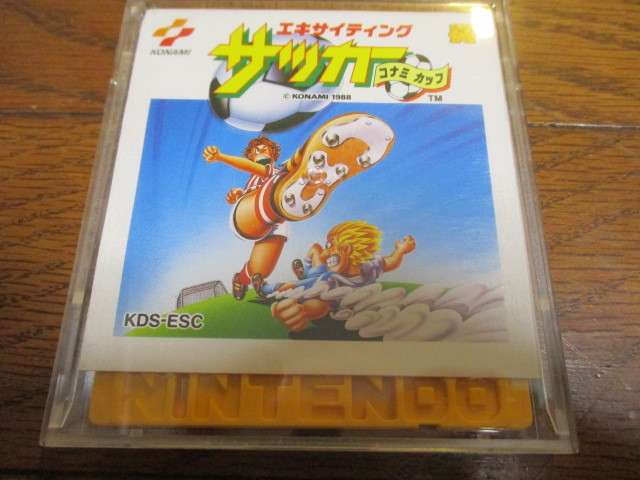 KONAMI
エキサイティング
サッカー
コナミ カップ
© KONAMI 1988
TM
KDS-ESC
NINTENDO